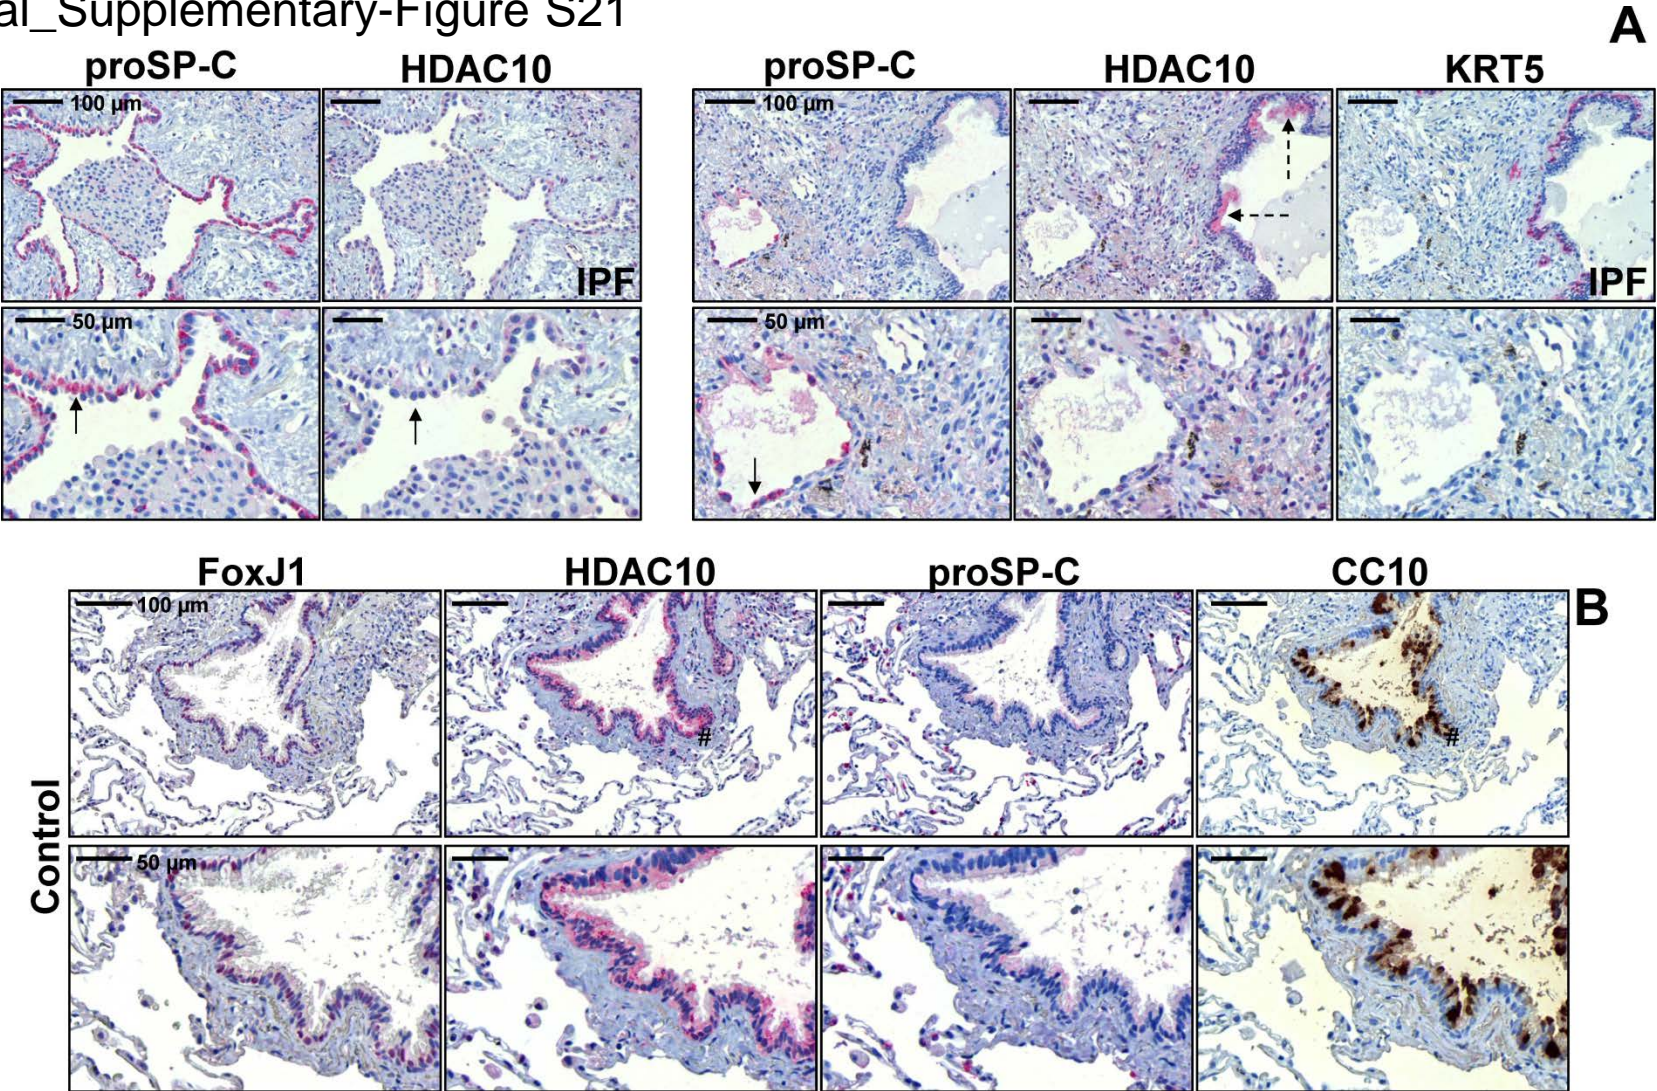 al_Supplementary-Figure S21
A
proSP-C HDAC10 proSP-C HDAC10 KRT5
100 µm 100 µm
IPF IPF
50 µm 50 µm
FoxJ1 HDAC10 proSP-C CC10
B
100 µm
# #
Control
50 µm